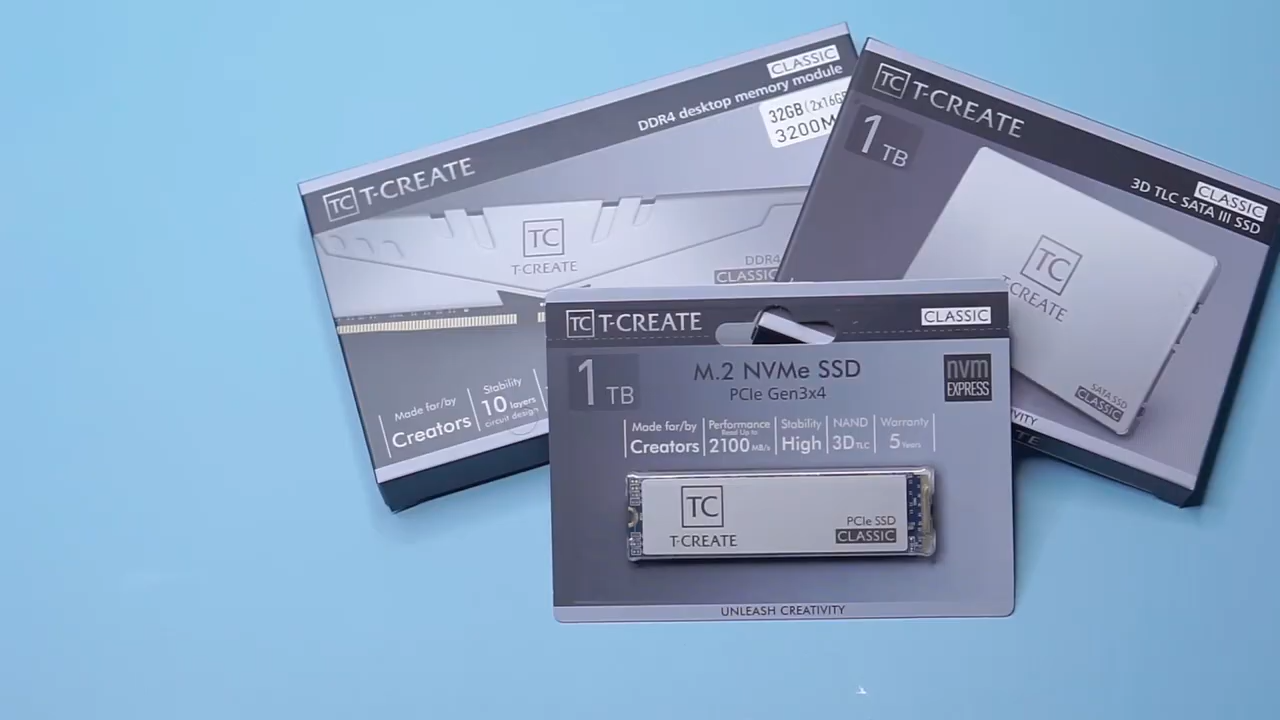 TC T-CREATE
CLASSIC
DDR4 desktop memory module
32GB (2x16GB
3200M
TC
T-CREATE
DDR4
CLASSIC
Made for/by
Creators
Stability
10 layers
circuit design
TC T-CREATE
1 TB
CLASSIC
3D TLC SATA III SSD
TC
T-CREATE
SATA SSD
CLASSIC
TC T-CREATE
CLASSIC
1 TB
M.2 NVMe SSD
PCIe Gen3x4
nvm
EXPRESS
Made for/by
Creators
Performance
Read Up to
2100 MB/s
Stability
High
NAND
3D TLC
Warranty
5 Years
TC
T-CREATE
PCIe SSD
CLASSIC
UNLEASH CREATIVITY